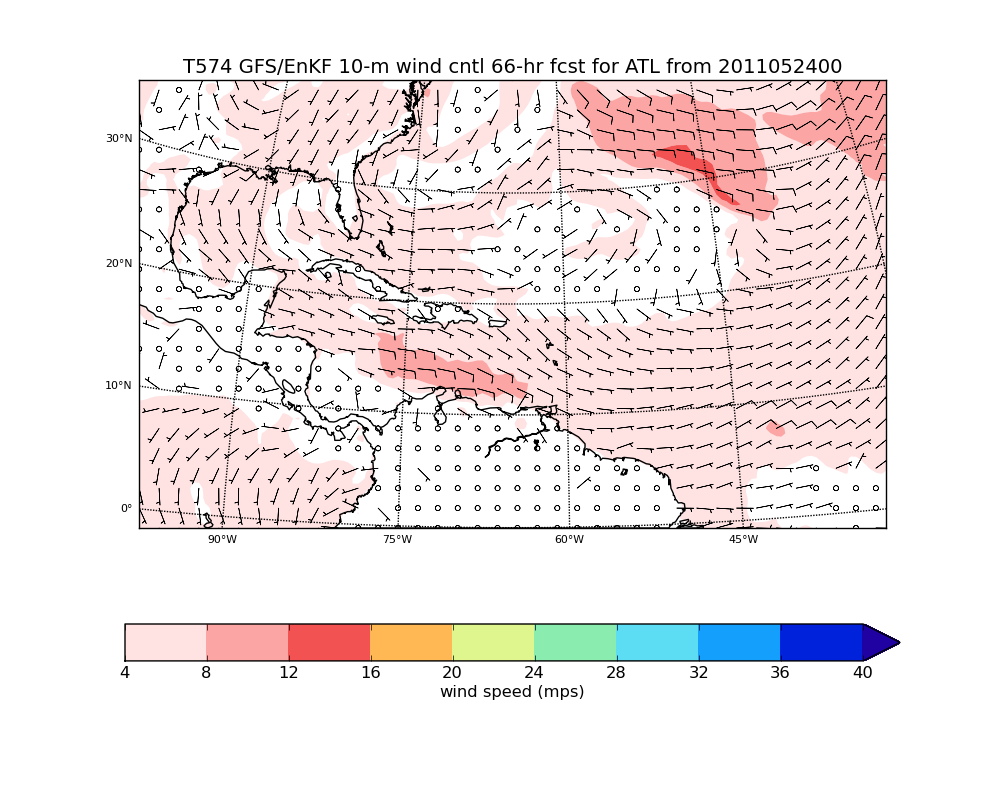 T574 GFS/EnKF 10-m wind cntl 66-hr fcst for ATL from 2011052400
30°N
20°N
10°N
0°
90°W 75°W 60°W 45°W
4 8 12 16 20 24 28 32 36 40
wind speed (mps)